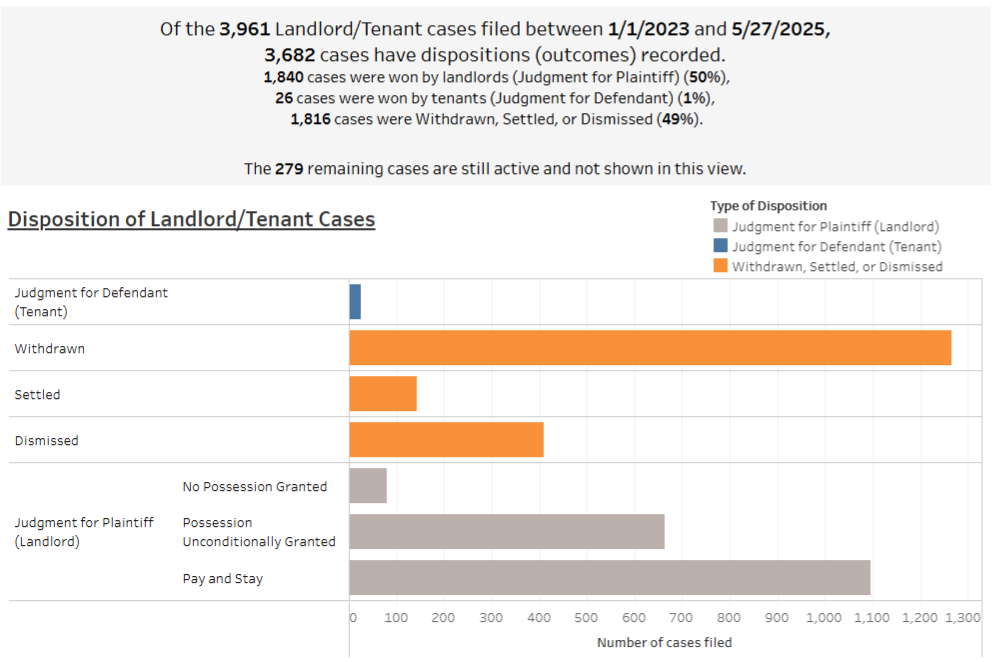 Of the 3,961 Landlord/Tenant cases filed between 1/1/2023 and 5/27/2025,
3,682 cases have dispositions (outcomes) recorded.
1,840 cases were won by landlords (Judgment for Plaintiff) (50%),
26 cases were won by tenants (Judgment for Defendant) (1%),
1,816 cases were Withdrawn, Settled, or Dismissed (49%).
The 279 remaining cases are still active and not shown in this view.
Disposition of Landlord/Tenant Cases
Type of Disposition
Judgment for Plaintiff (Landlord)
Judgment for Defendant (Tenant)
Withdrawn, Settled, or Dismissed
Judgment for Defendant
(Tenant)
Withdrawn
Settled
Dismissed
Judgment for Plaintiff
(Landlord)
No Possession Granted
Possession
Unconditionally Granted
Pay and Stay
0 100 200 300 400 500 600 700 800 900 1,000 1,100 1,200 1,300
Number of cases filed